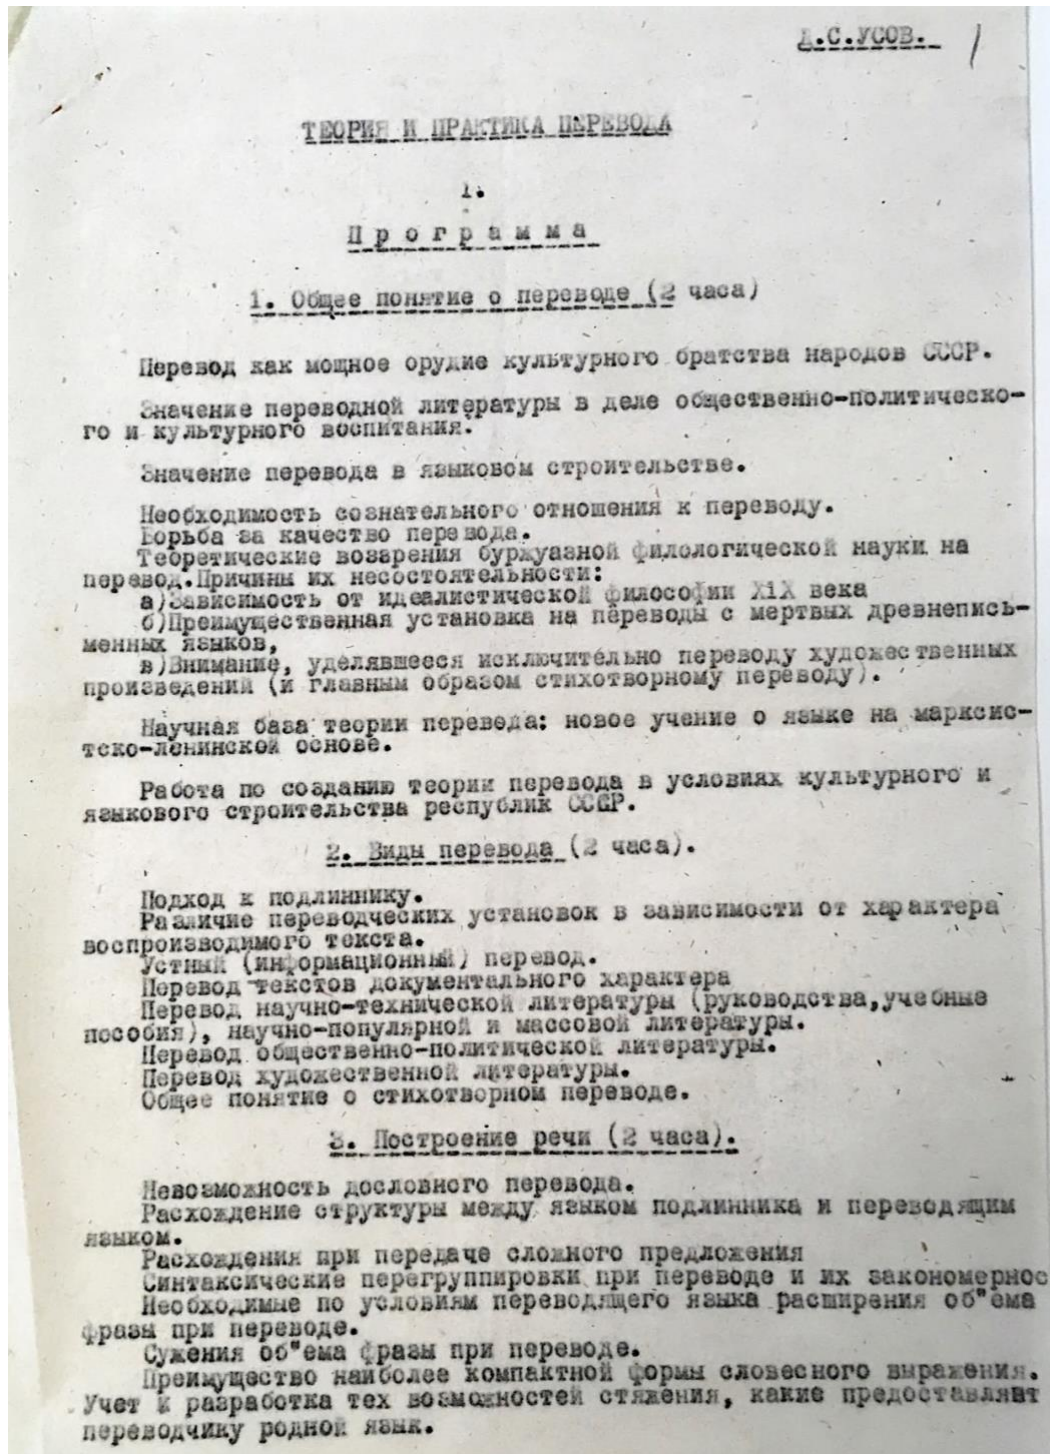 Д.С.УСОВ.
1
ТЕОРИЯ И ПРАКТИКА ПЕРЕВОДА
1.
Программа
1. Общее понятие о переводе (2 часа)
Перевод как мощное орудие культурного братства народов СССР.
Значение переводной литературы в деле общественно-политическо-
го и культурного воспитания.
Значение перевода в языковом строительстве.
Необходимость сознательного отношения к переводу.
Борьба за качество перевода.
Теоретические воззрения буржуазной филологической науки на
перевод.Причины их несостоятельности:
а)Зависимость от идеалистической философии XIX века
б)Преимущественная установка на переводы с мертвых древнепись-
менных языков,
в)Внимание, уделявшееся исключительно переводу художественных
произведений (и главным образом стихотворному переводу).
Научная база теории перевода: новое учение о языке на марксис-
тско-ленинской основе.
Работа по созданию теории перевода в условиях культурного и
языкового строительства республик СССР.
2. Виды перевода (2 часа).
Подход к подлиннику.
Различие переводческих установок в зависимости от характера
воспроизводимого текста.
Устный (информационный) перевод.
Перевод текстов документального характера
Перевод научно-технической литературы (руководства,учебные
пособия), научно-популярной и массовой литературы.
Перевод общественно-политической литературы.
Перевод художественной литературы.
Общее понятие о стихотворном переводе.
3. Построение речи (2 часа).
Невозможность дословного перевода.
Расхождение структуры между языком подлинника и переводящим
языком.
Расхождения при передаче сложного предложения
Синтаксические перегруппировки при переводе и их закономернос
Необходимые по условиям переводящего языка расширения об"ема
фразы при переводе.
Сужения об"ема фразы при переводе.
Преимущество наиболее компактной формы словесного выражения.
Учет и разработка тех возможностей стяжения, какие предоставляет
переводчику родной язык.